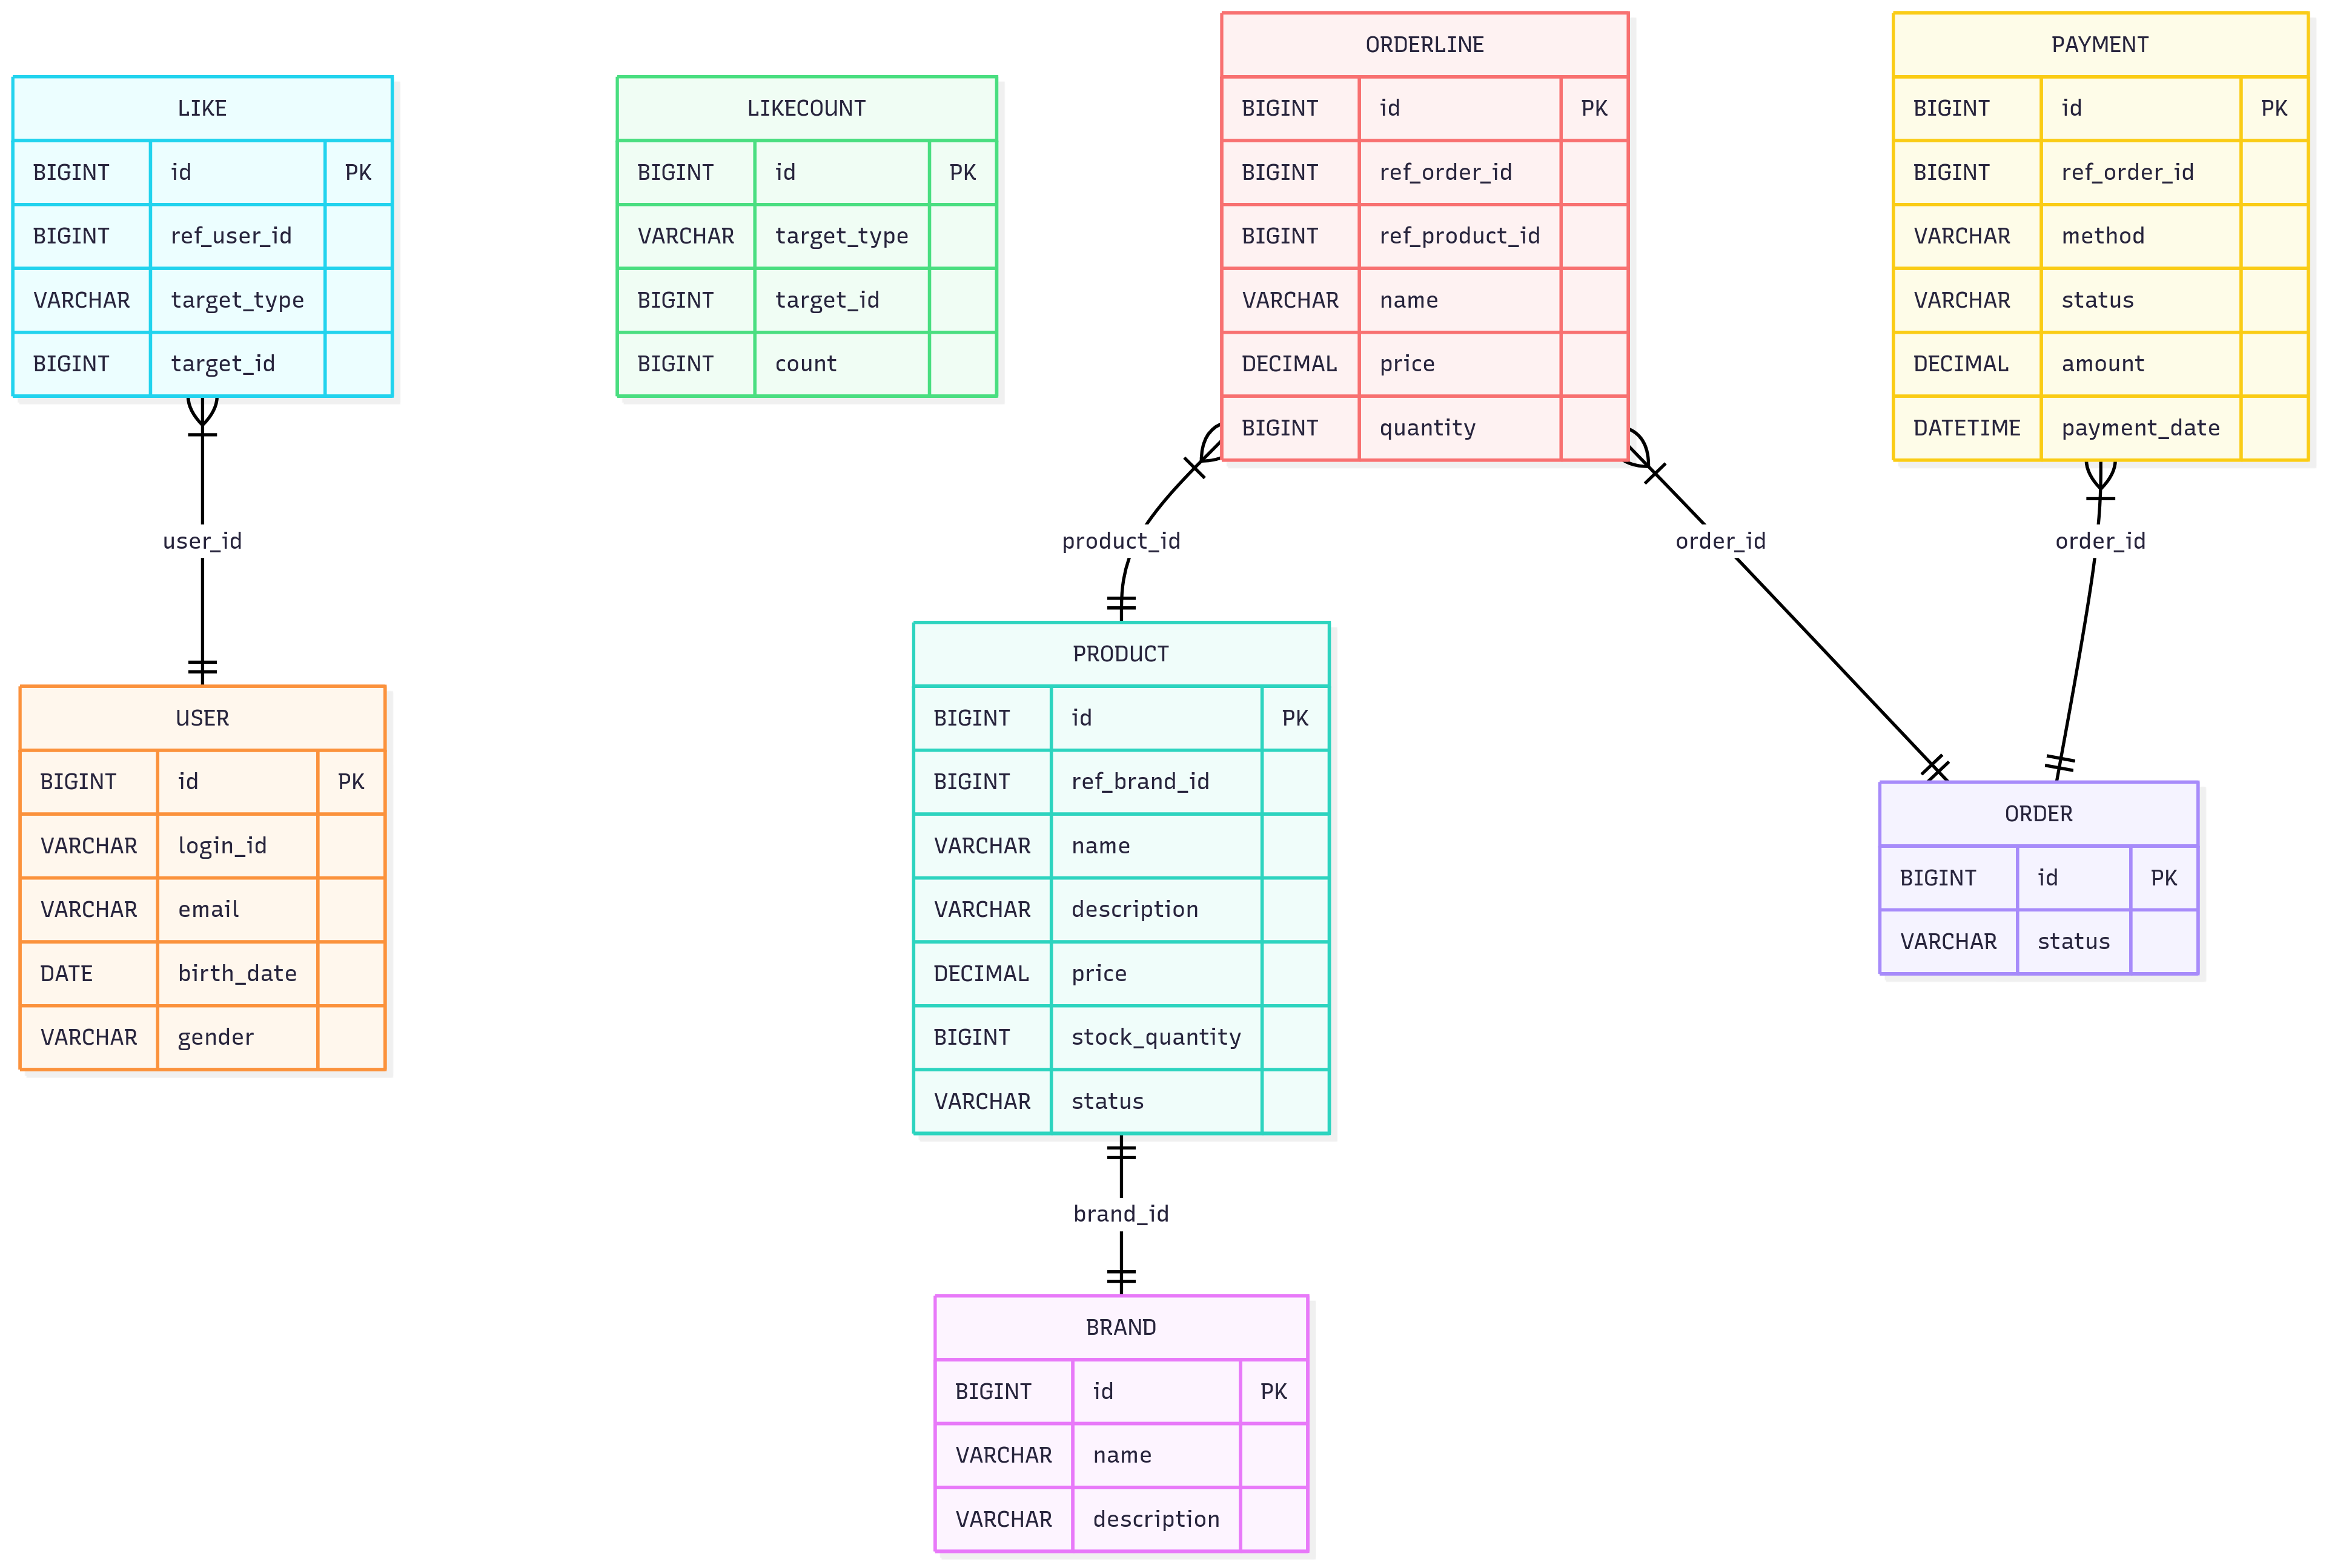 LIKE
BIGINT id PK
BIGINT ref_user_id
VARCHAR target_type
BIGINT target_id
LIKECOUNT
BIGINT id PK
VARCHAR target_type
BIGINT target_id
BIGINT count
ORDERLINE
BIGINT id PK
BIGINT ref_order_id
BIGINT ref_product_id
VARCHAR name
DECIMAL price
BIGINT quantity
PAYMENT
BIGINT id PK
BIGINT ref_order_id
VARCHAR method
VARCHAR status
DECIMAL amount
DATETIME payment_date
user_id
product_id
order_id
order_id
USER
BIGINT id PK
VARCHAR login_id
VARCHAR email
DATE birth_date
VARCHAR gender
PRODUCT
BIGINT id PK
BIGINT ref_brand_id
VARCHAR name
VARCHAR description
DECIMAL price
BIGINT stock_quantity
VARCHAR status
ORDER
BIGINT id PK
VARCHAR status
brand_id
BRAND
BIGINT id PK
VARCHAR name
VARCHAR description